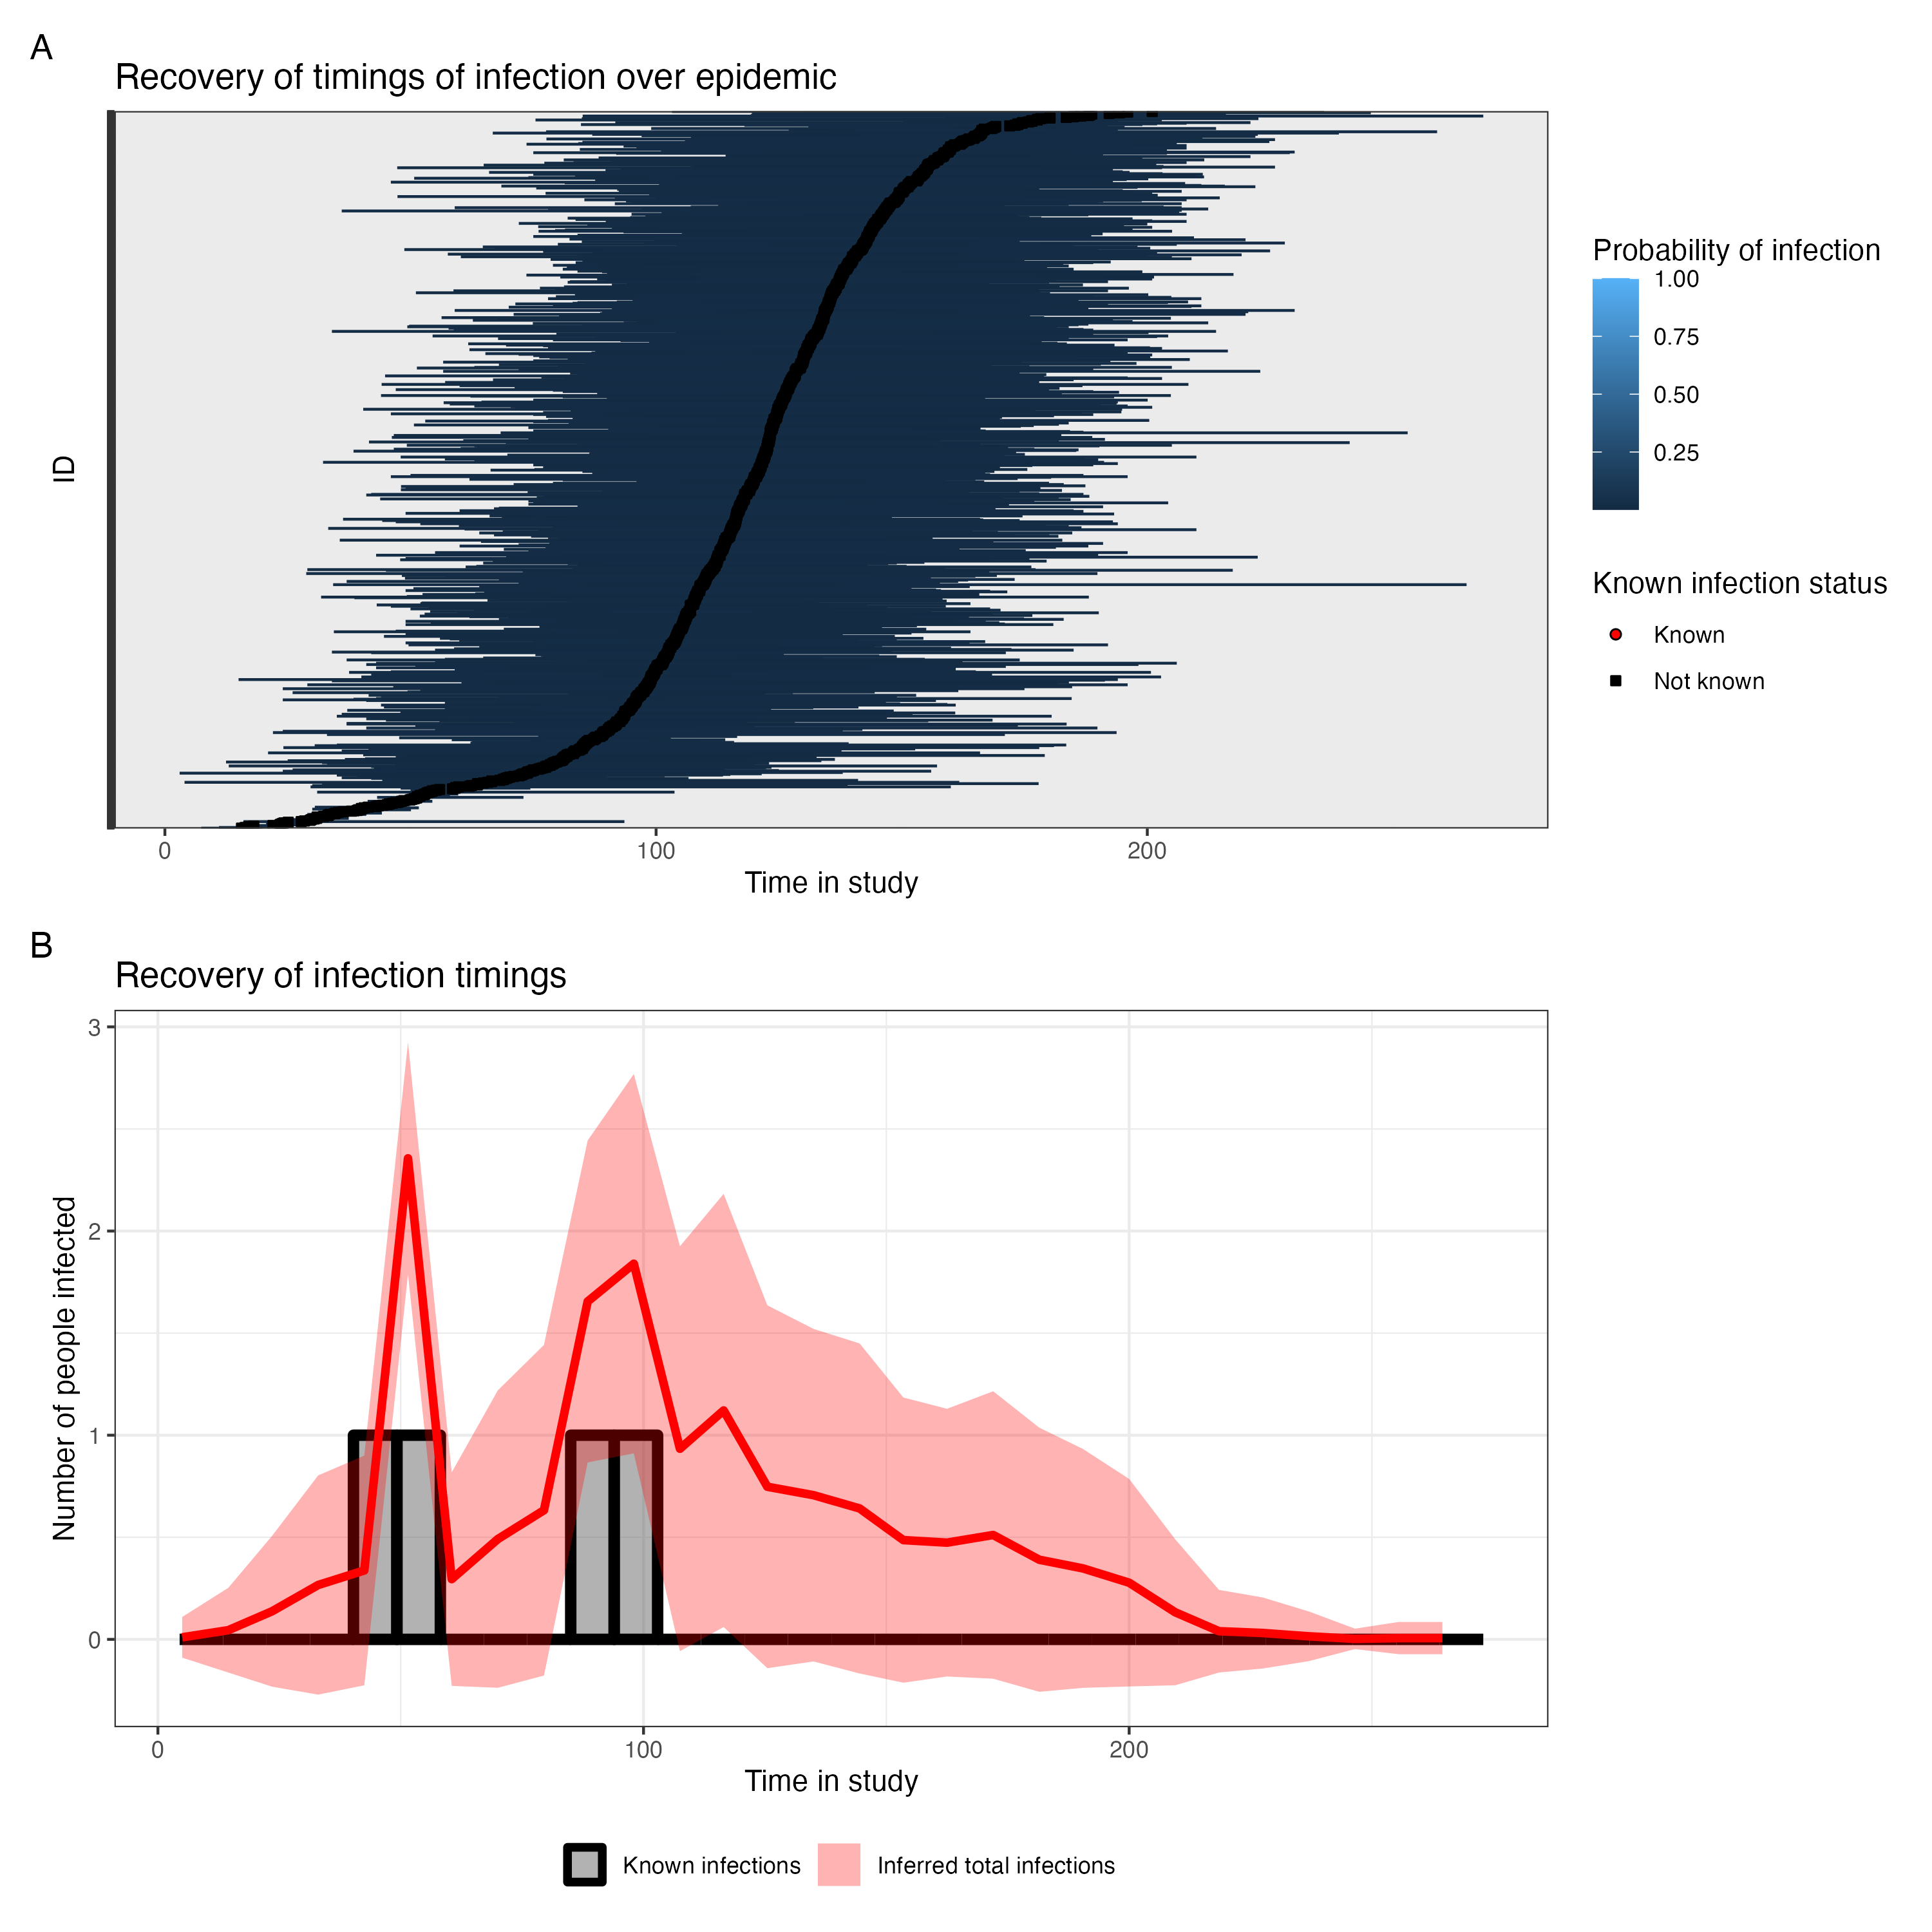 A
Recovery of timings of infection over epidemic
ID
0 100 200
Time in study
Probability of infection
1.00
0.75
0.50
0.25
Known infection status
Known
Not known
B
Recovery of infection timings
Number of people infected
3
2
1
0
0 100 200
Time in study
Known infections Inferred total infections